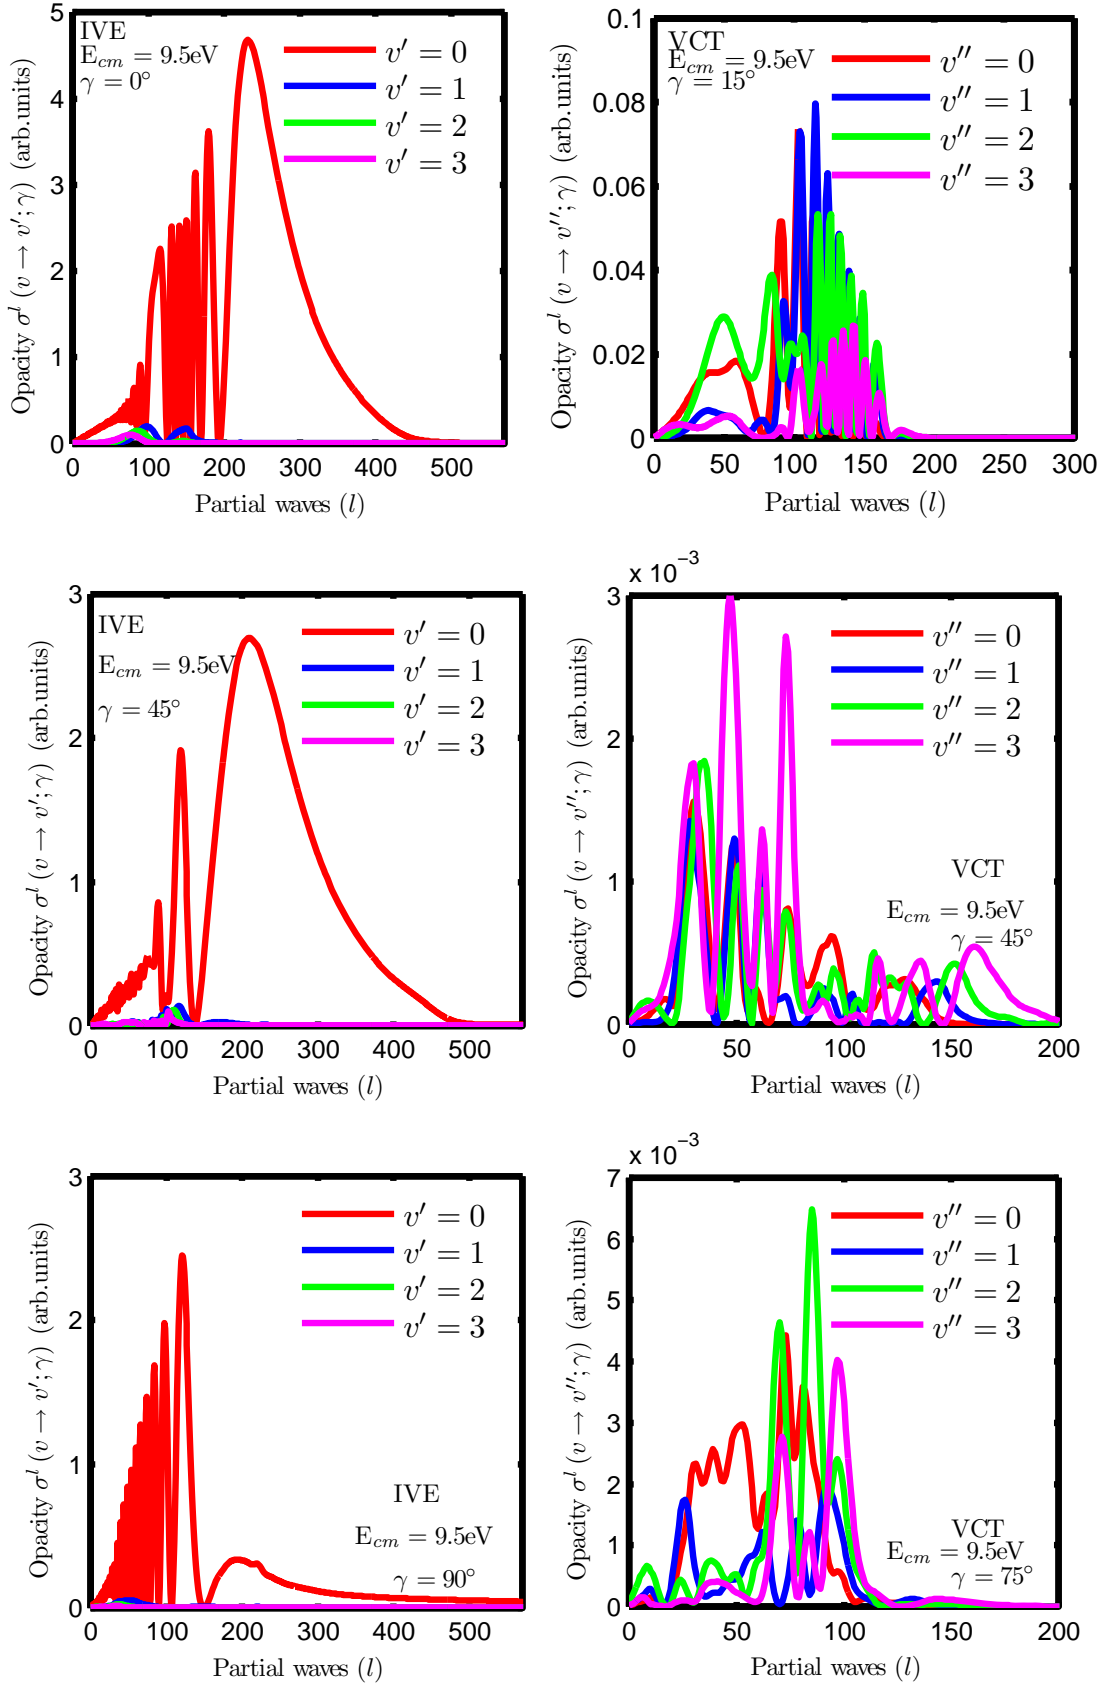 IVE
E_cm = 9.5eV
γ = 0°
v′ = 0
v′ = 1
v′ = 2
v′ = 3
Opacity σ^l (v → v′; γ) (arb.units)
5
4
3
2
1
0
0 100 200 300 400 500
Partial waves (l)
VCT
E_cm = 9.5eV
γ = 15°
v″ = 0
v″ = 1
v″ = 2
v″ = 3
Opacity σ^l (v → v″; γ) (arb.units)
0.1
0.08
0.06
0.04
0.02
0
0 50 100 150 200 250 300
Partial waves (l)
IVE
E_cm = 9.5eV
γ = 45°
v′ = 0
v′ = 1
v′ = 2
v′ = 3
Opacity σ^l (v → v′; γ) (arb.units)
3
2
1
0
0 100 200 300 400 500
Partial waves (l)
x 10^−3
v″ = 0
v″ = 1
v″ = 2
v″ = 3
VCT
E_cm = 9.5eV
γ = 45°
Opacity σ^l (v → v″; γ) (arb.units)
3
2
1
0
0 50 100 150 200
Partial waves (l)
v′ = 0
v′ = 1
v′ = 2
v′ = 3
IVE
E_cm = 9.5eV
γ = 90°
Opacity σ^l (v → v′; γ) (arb.units)
3
2
1
0
0 100 200 300 400 500
Partial waves (l)
x 10^−3
v″ = 0
v″ = 1
v″ = 2
v″ = 3
VCT
E_cm = 9.5eV
γ = 75°
Opacity σ^l (v → v″; γ) (arb.units)
7
6
5
4
3
2
1
0
0 50 100 150 200
Partial waves (l)